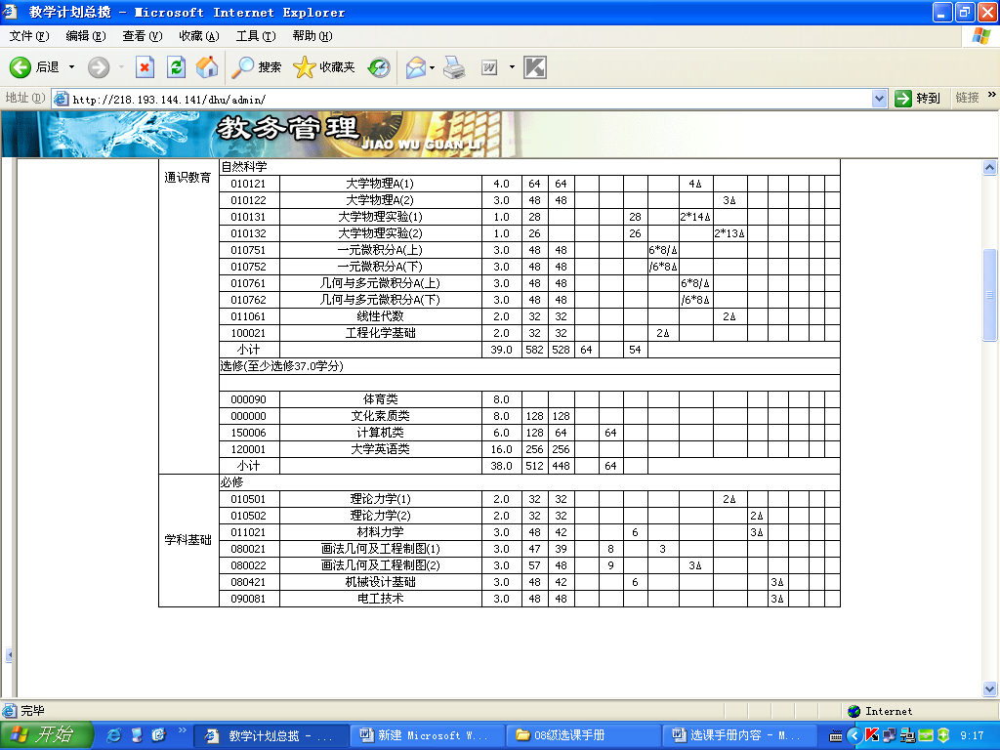 教学计划总揽 - Microsoft Internet Explorer
文件(F) 编辑(E) 查看(V) 收藏(A) 工具(T) 帮助(H)
后退 搜索 收藏夹
地址(D) http://218.193.144.141/dhu/admin/ 转到 链接 »
教务管理
JIAO WU GUAN LI
通识教育
自然科学
010121 大学物理A(1) 4.0 64 64 4Δ
010122 大学物理A(2) 3.0 48 48 3Δ
010131 大学物理实验(1) 1.0 28 28 2*14Δ
010132 大学物理实验(2) 1.0 26 26 2*13Δ
010751 一元微积分A(上) 3.0 48 48 6*8/Δ
010752 一元微积分A(下) 3.0 48 48 /6*8Δ
010761 几何与多元微积分A(上) 3.0 48 48 6*8/Δ
010762 几何与多元微积分A(下) 3.0 48 48 /6*8Δ
011061 线性代数 2.0 32 32 2Δ
100021 工程化学基础 2.0 32 32 2Δ
小计 39.0 582 528 64 54
选修(至少选修37.0学分)
000090 体育类 8.0
000000 文化素质类 8.0 128 128
150006 计算机类 6.0 128 64 64
120001 大学英语类 16.0 256 256
小计 38.0 512 448 64
学科基础
必修
010501 理论力学(1) 2.0 32 32 2Δ
010502 理论力学(2) 2.0 32 32 2Δ
011021 材料力学 3.0 48 42 6 3Δ
080021 画法几何及工程制图(1) 3.0 47 39 8 3
080022 画法几何及工程制图(2) 3.0 57 48 9 3Δ
080421 机械设计基础 3.0 48 42 6 3Δ
090081 电工技术 3.0 48 48 3Δ
完毕 Internet
开始 » 教学计划总揽 - ... 新建 Microsoft W... 08级选课手册 选课手册内容 - M... 9:17